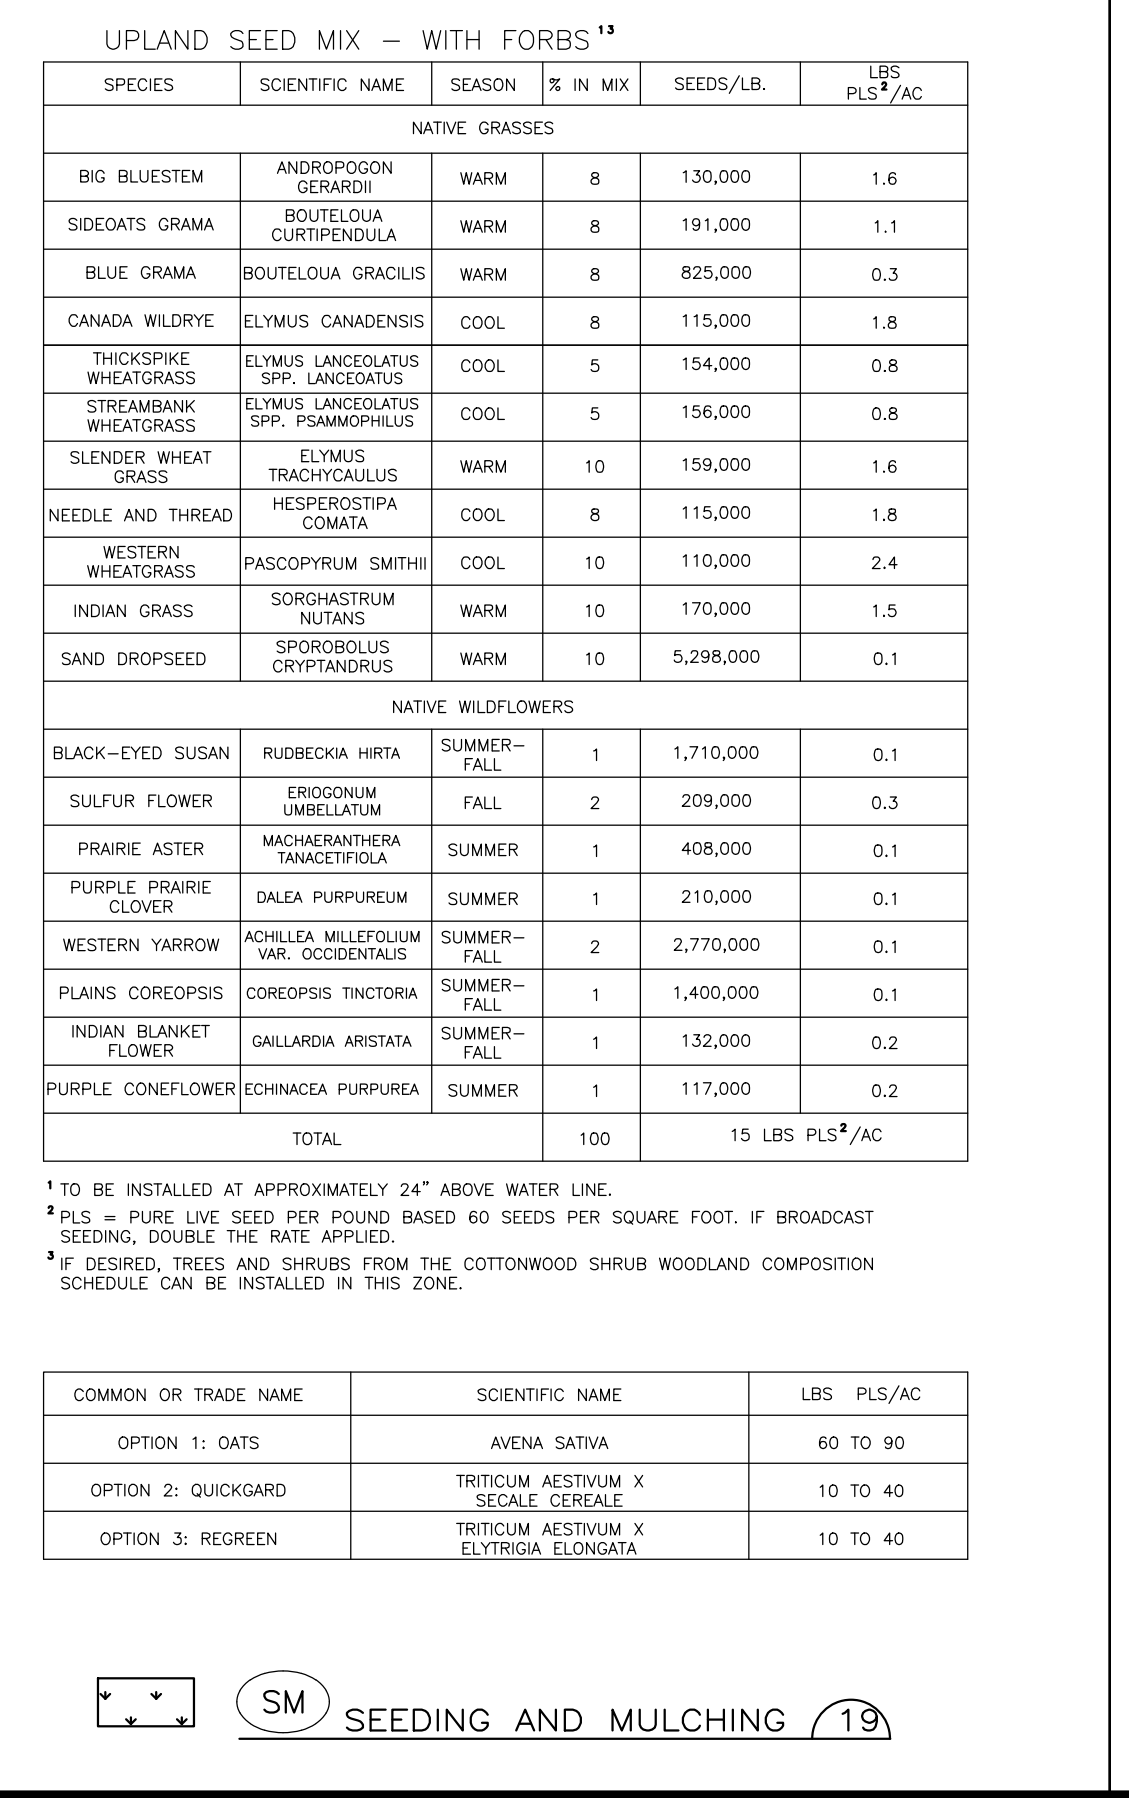 UPLAND SEED MIX – WITH FORBS 13
SPECIES SCIENTIFIC NAME SEASON % IN MIX SEEDS/LB. LBS PLS2/AC
NATIVE GRASSES
BIG BLUESTEM ANDROPOGON GERARDII WARM 8 130,000 1.6
SIDEOATS GRAMA BOUTELOUA CURTIPENDULA WARM 8 191,000 1.1
BLUE GRAMA BOUTELOUA GRACILIS WARM 8 825,000 0.3
CANADA WILDRYE ELYMUS CANADENSIS COOL 8 115,000 1.8
THICKSPIKE WHEATGRASS ELYMUS LANCEOLATUS SPP. LANCEOATUS COOL 5 154,000 0.8
STREAMBANK WHEATGRASS ELYMUS LANCEOLATUS SPP. PSAMMOPHILUS COOL 5 156,000 0.8
SLENDER WHEAT GRASS ELYMUS TRACHYCAULUS WARM 10 159,000 1.6
NEEDLE AND THREAD HESPEROSTIPA COMATA COOL 8 115,000 1.8
WESTERN WHEATGRASS PASCOPYRUM SMITHII COOL 10 110,000 2.4
INDIAN GRASS SORGHASTRUM NUTANS WARM 10 170,000 1.5
SAND DROPSEED SPOROBOLUS CRYPTANDRUS WARM 10 5,298,000 0.1
NATIVE WILDFLOWERS
BLACK–EYED SUSAN RUDBECKIA HIRTA SUMMER– FALL 1 1,710,000 0.1
SULFUR FLOWER ERIOGONUM UMBELLATUM FALL 2 209,000 0.3
PRAIRIE ASTER MACHAERANTHERA TANACETIFIOLA SUMMER 1 408,000 0.1
PURPLE PRAIRIE CLOVER DALEA PURPUREUM SUMMER 1 210,000 0.1
WESTERN YARROW ACHILLEA MILLEFOLIUM VAR. OCCIDENTALIS SUMMER– FALL 2 2,770,000 0.1
PLAINS COREOPSIS COREOPSIS TINCTORIA SUMMER– FALL 1 1,400,000 0.1
INDIAN BLANKET FLOWER GAILLARDIA ARISTATA SUMMER– FALL 1 132,000 0.2
PURPLE CONEFLOWER ECHINACEA PURPUREA SUMMER 1 117,000 0.2
TOTAL 100 15 LBS PLS2/AC
1 TO BE INSTALLED AT APPROXIMATELY 24" ABOVE WATER LINE.
2 PLS = PURE LIVE SEED PER POUND BASED 60 SEEDS PER SQUARE FOOT. IF BROADCAST
SEEDING, DOUBLE THE RATE APPLIED.
3 IF DESIRED, TREES AND SHRUBS FROM THE COTTONWOOD SHRUB WOODLAND COMPOSITION
SCHEDULE CAN BE INSTALLED IN THIS ZONE.
COMMON OR TRADE NAME SCIENTIFIC NAME LBS PLS/AC
OPTION 1: OATS AVENA SATIVA 60 TO 90
OPTION 2: QUICKGARD TRITICUM AESTIVUM X SECALE CEREALE 10 TO 40
OPTION 3: REGREEN TRITICUM AESTIVUM X ELYTRIGIA ELONGATA 10 TO 40
SM SEEDING AND MULCHING 19